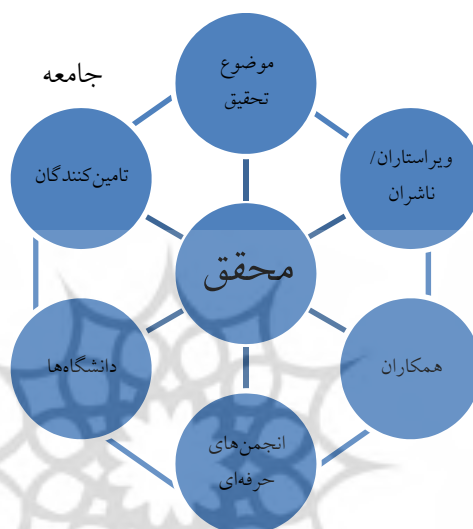 موضوع
تحقیق
جامعه
ویراستاران/
ناشران
تامین‌کنندگان
محقق
همکاران
دانشگاه‌ها
انجمن‌های
حرفه‌ای